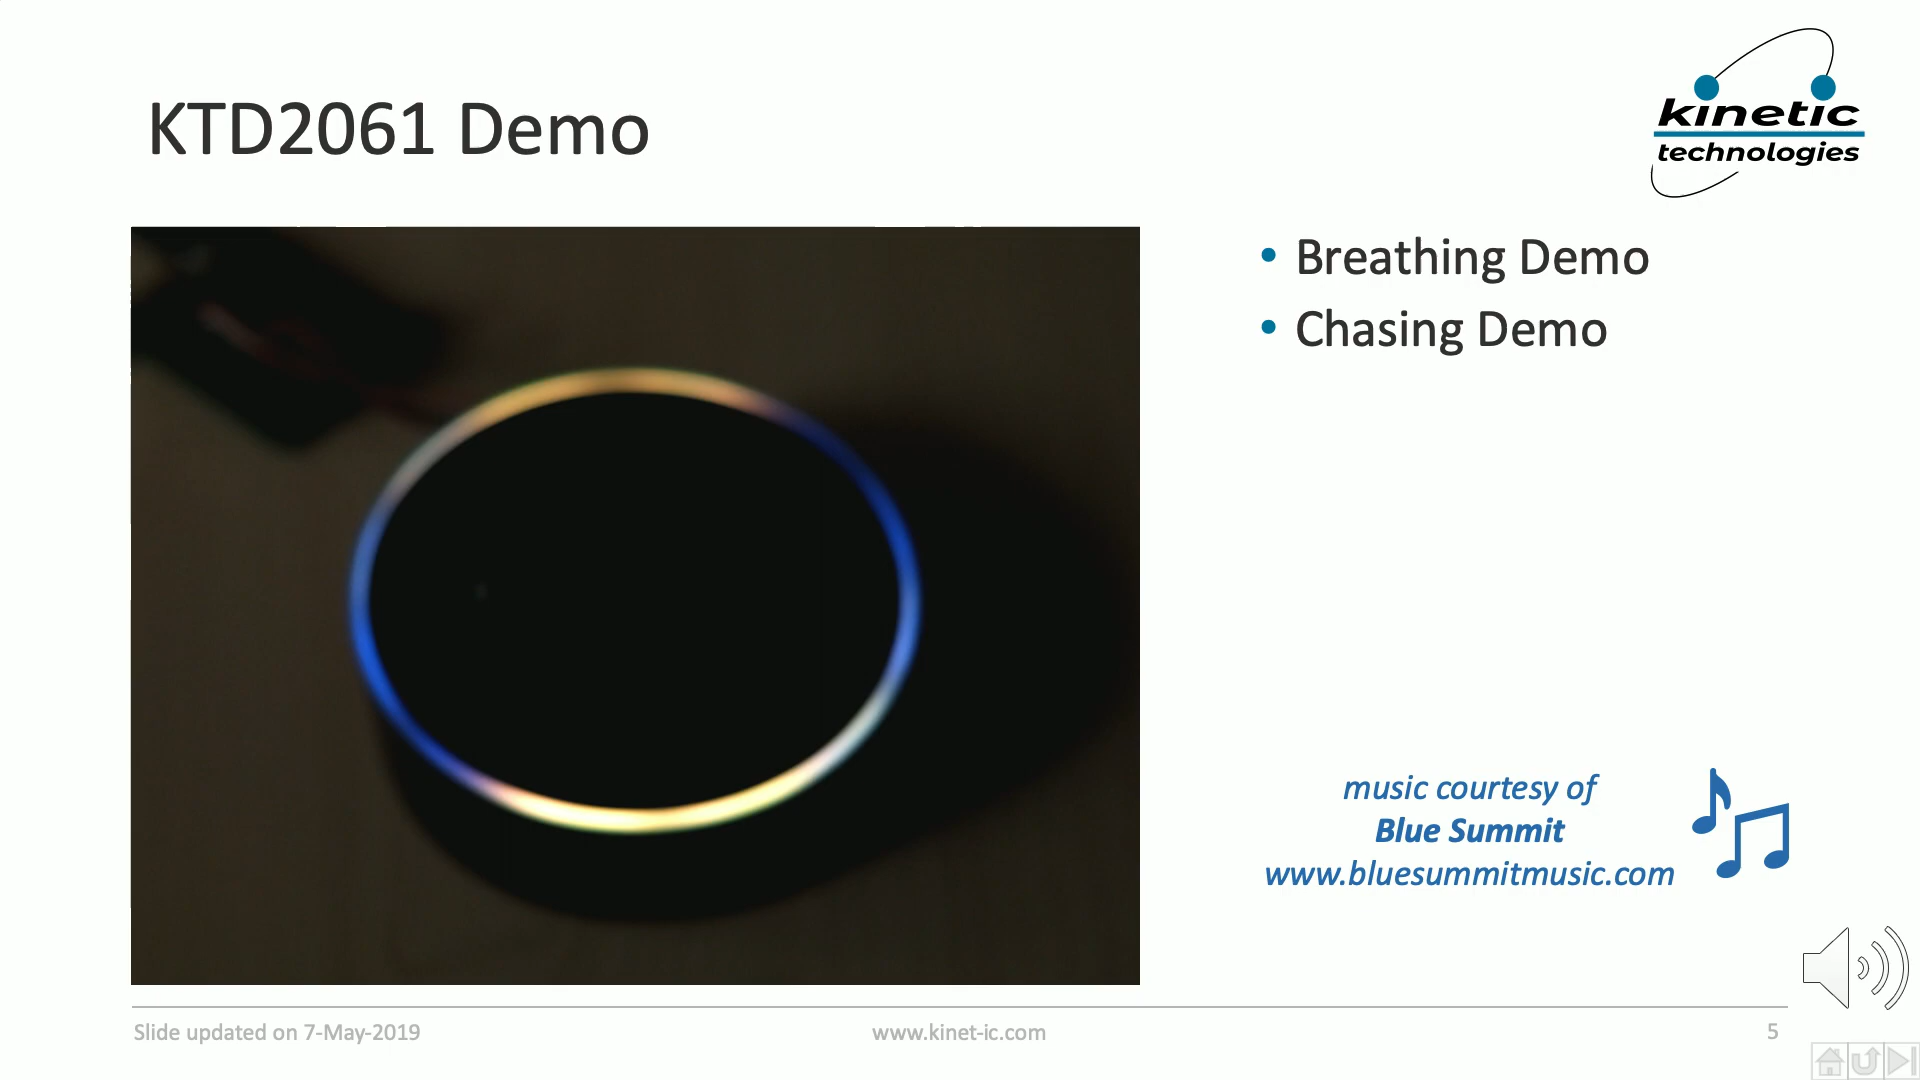 KTD2061 Demo
kinetic
technologies
• Breathing Demo
• Chasing Demo
music courtesy of
Blue Summit
www.bluesummitmusic.com
Slide updated on 7-May-2019
www.kinet-ic.com
5